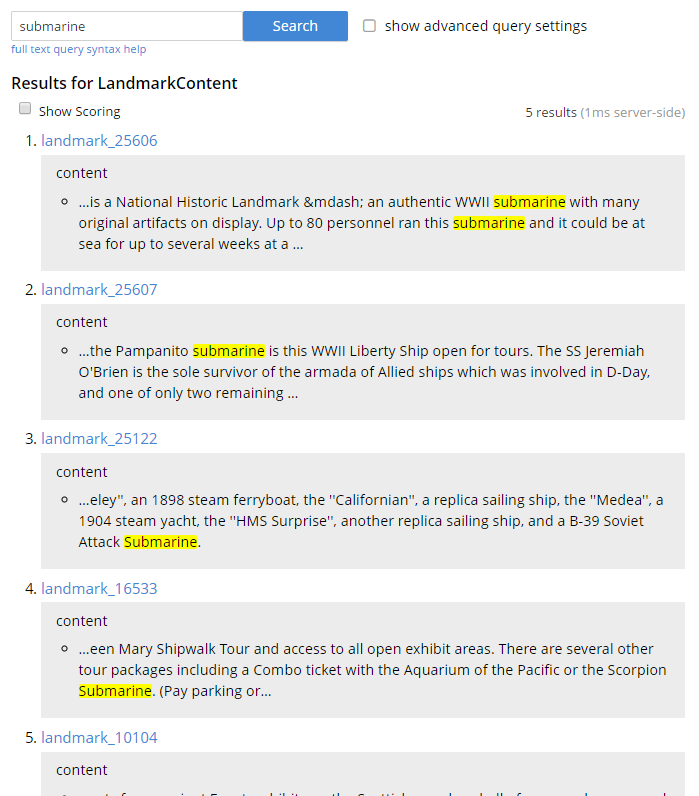 submarine
Search
show advanced query settings
full text query syntax help
Results for LandmarkContent
Show Scoring
5 results (1ms server-side)
1. landmark_25606
content
...is a National Historic Landmark &mdash; an authentic WWII submarine with many
original artifacts on display. Up to 80 personnel ran this submarine and it could be at
sea for up to several weeks at a ...
2. landmark_25607
content
...the Pampanito submarine is this WWII Liberty Ship open for tours. The SS Jeremiah
O'Brien is the sole survivor of the armada of Allied ships which was involved in D-Day,
and one of only two remaining ...
3. landmark_25122
content
...eley'', an 1898 steam ferryboat, the ''Californian'', a replica sailing ship, the ''Medea'', a
1904 steam yacht, the ''HMS Surprise'', another replica sailing ship, and a B-39 Soviet
Attack Submarine.
4. landmark_16533
content
...een Mary Shipwalk Tour and access to all open exhibit areas. There are several other
tour packages including a Combo ticket with the Aquarium of the Pacific or the Scorpion
Submarine. (Pay parking or...
5. landmark_10104
content